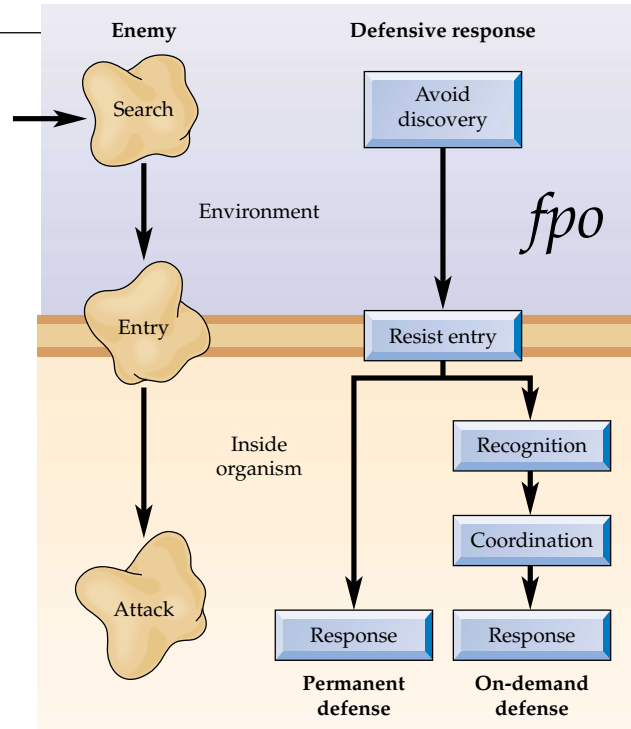 Enemy
Defensive response
Search
Avoid
discovery
Environment
fpo
Entry
Resist entry
Inside
organism
Recognition
Coordination
Attack
Response
Response
Permanent
defense
On-demand
defense